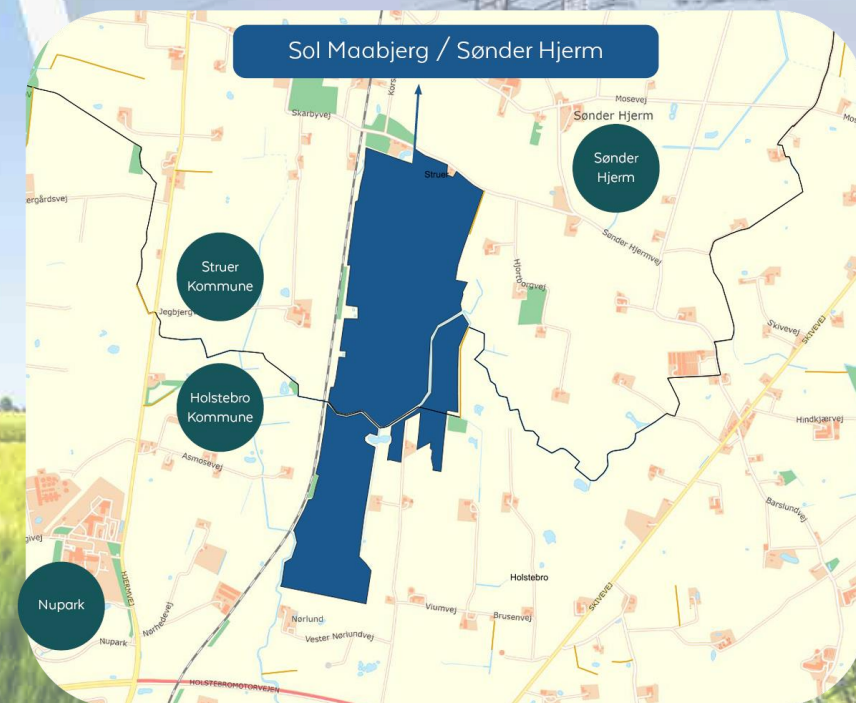 Sol Maabjerg / Sønder Hjerm
Mosevej
Skarbyvej
Sønder Hjerm
Sønder
Hjerm
Struer
ergårdsvej
Sønder Hjermvej
Struer
Kommune
Hjortborgvej
Skivevej
SKIVEVEJ
Holstebro
Kommune
Hindkjærvej
Asmosevej
Barslundvej
Holstebro
HJERMVEJ
SKIVEVEJ
Nupark
Nørhedevej
Viumvej
Brusenvej
Nørlund
Vester Nørlundvej
Nupark
HOLSTEBROMOTORVEJEN